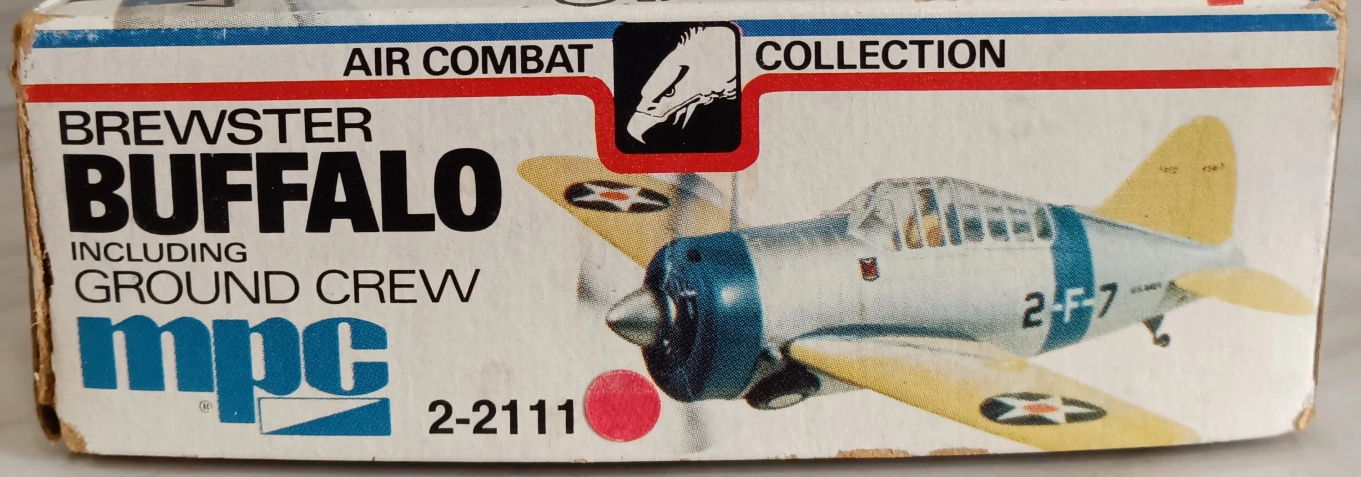 AIR COMBAT COLLECTION
BREWSTER
BUFFALO
INCLUDING
GROUND CREW
mpc
®
2-2111
2-F-7